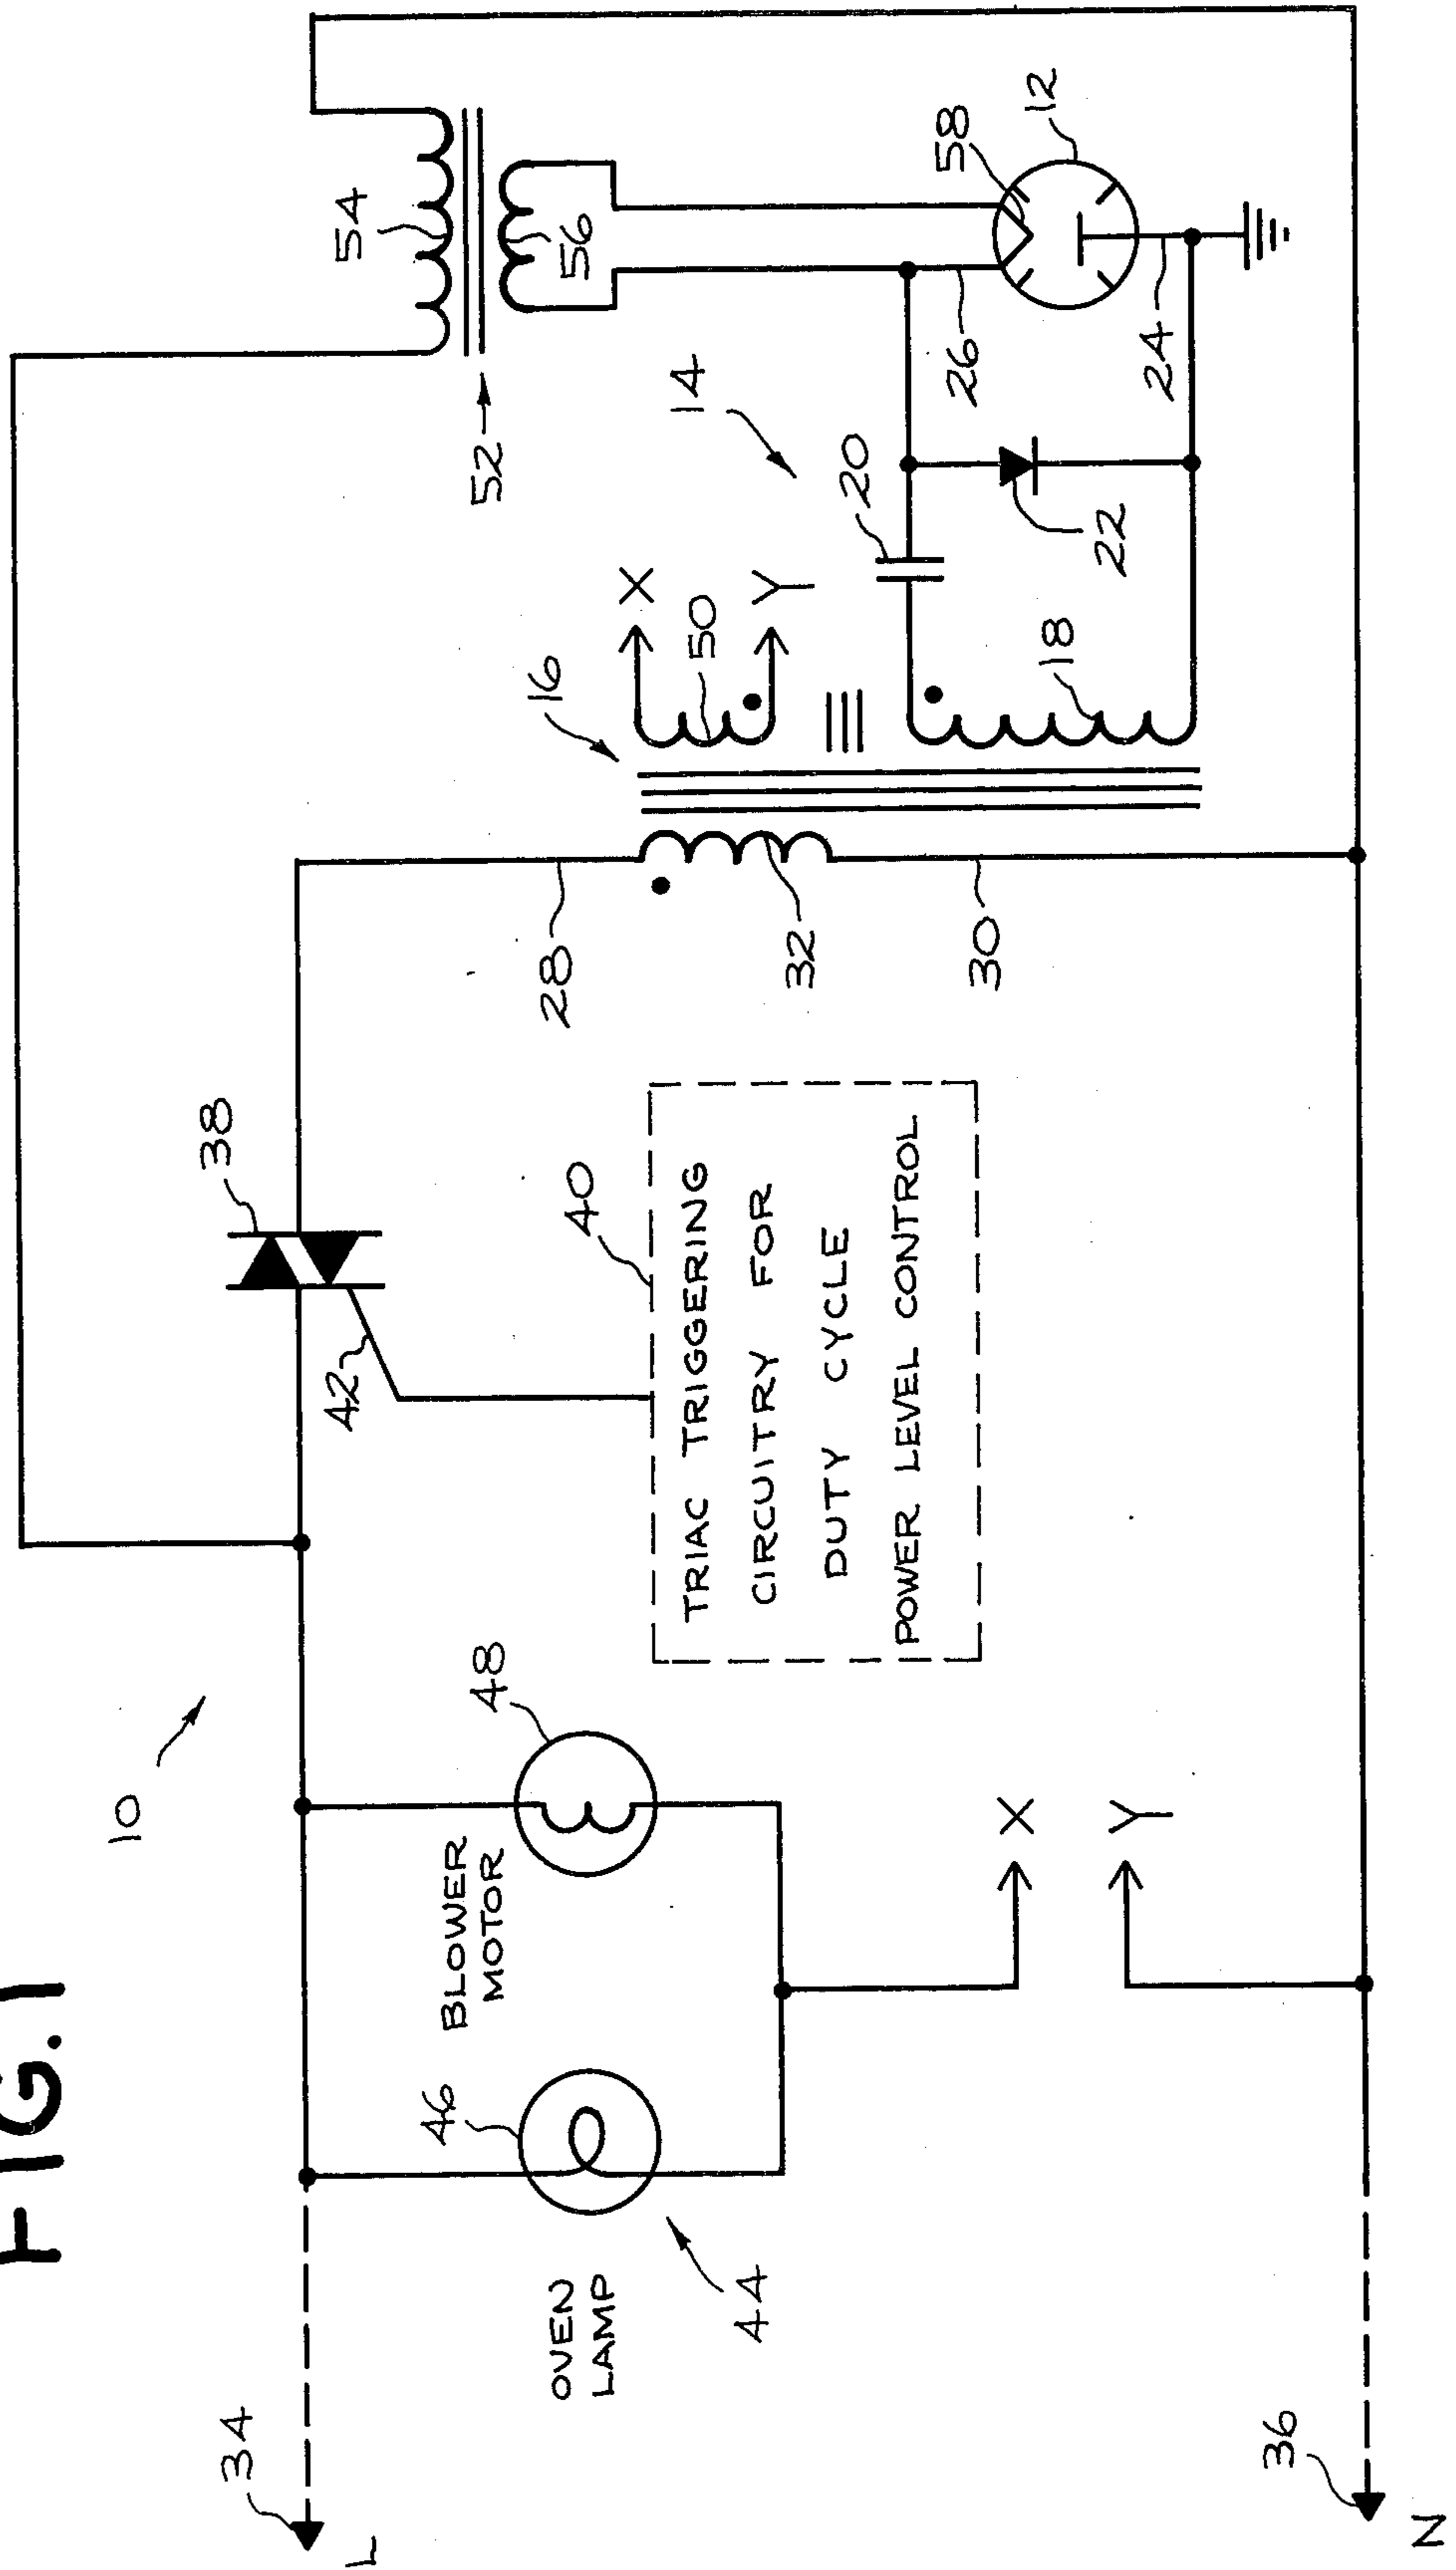 FIG. 1
10
34
L
36
N
OVEN
LAMP
44
46
BLOWER
MOTOR
48
X
Y
38
42
40
TRIAC TRIGGERING
CIRCUITRY FOR
DUTY CYCLE
POWER LEVEL CONTROL
28
32
30
16
X
50
Y
18
14
20
22
52
54
56
26
24
58
12